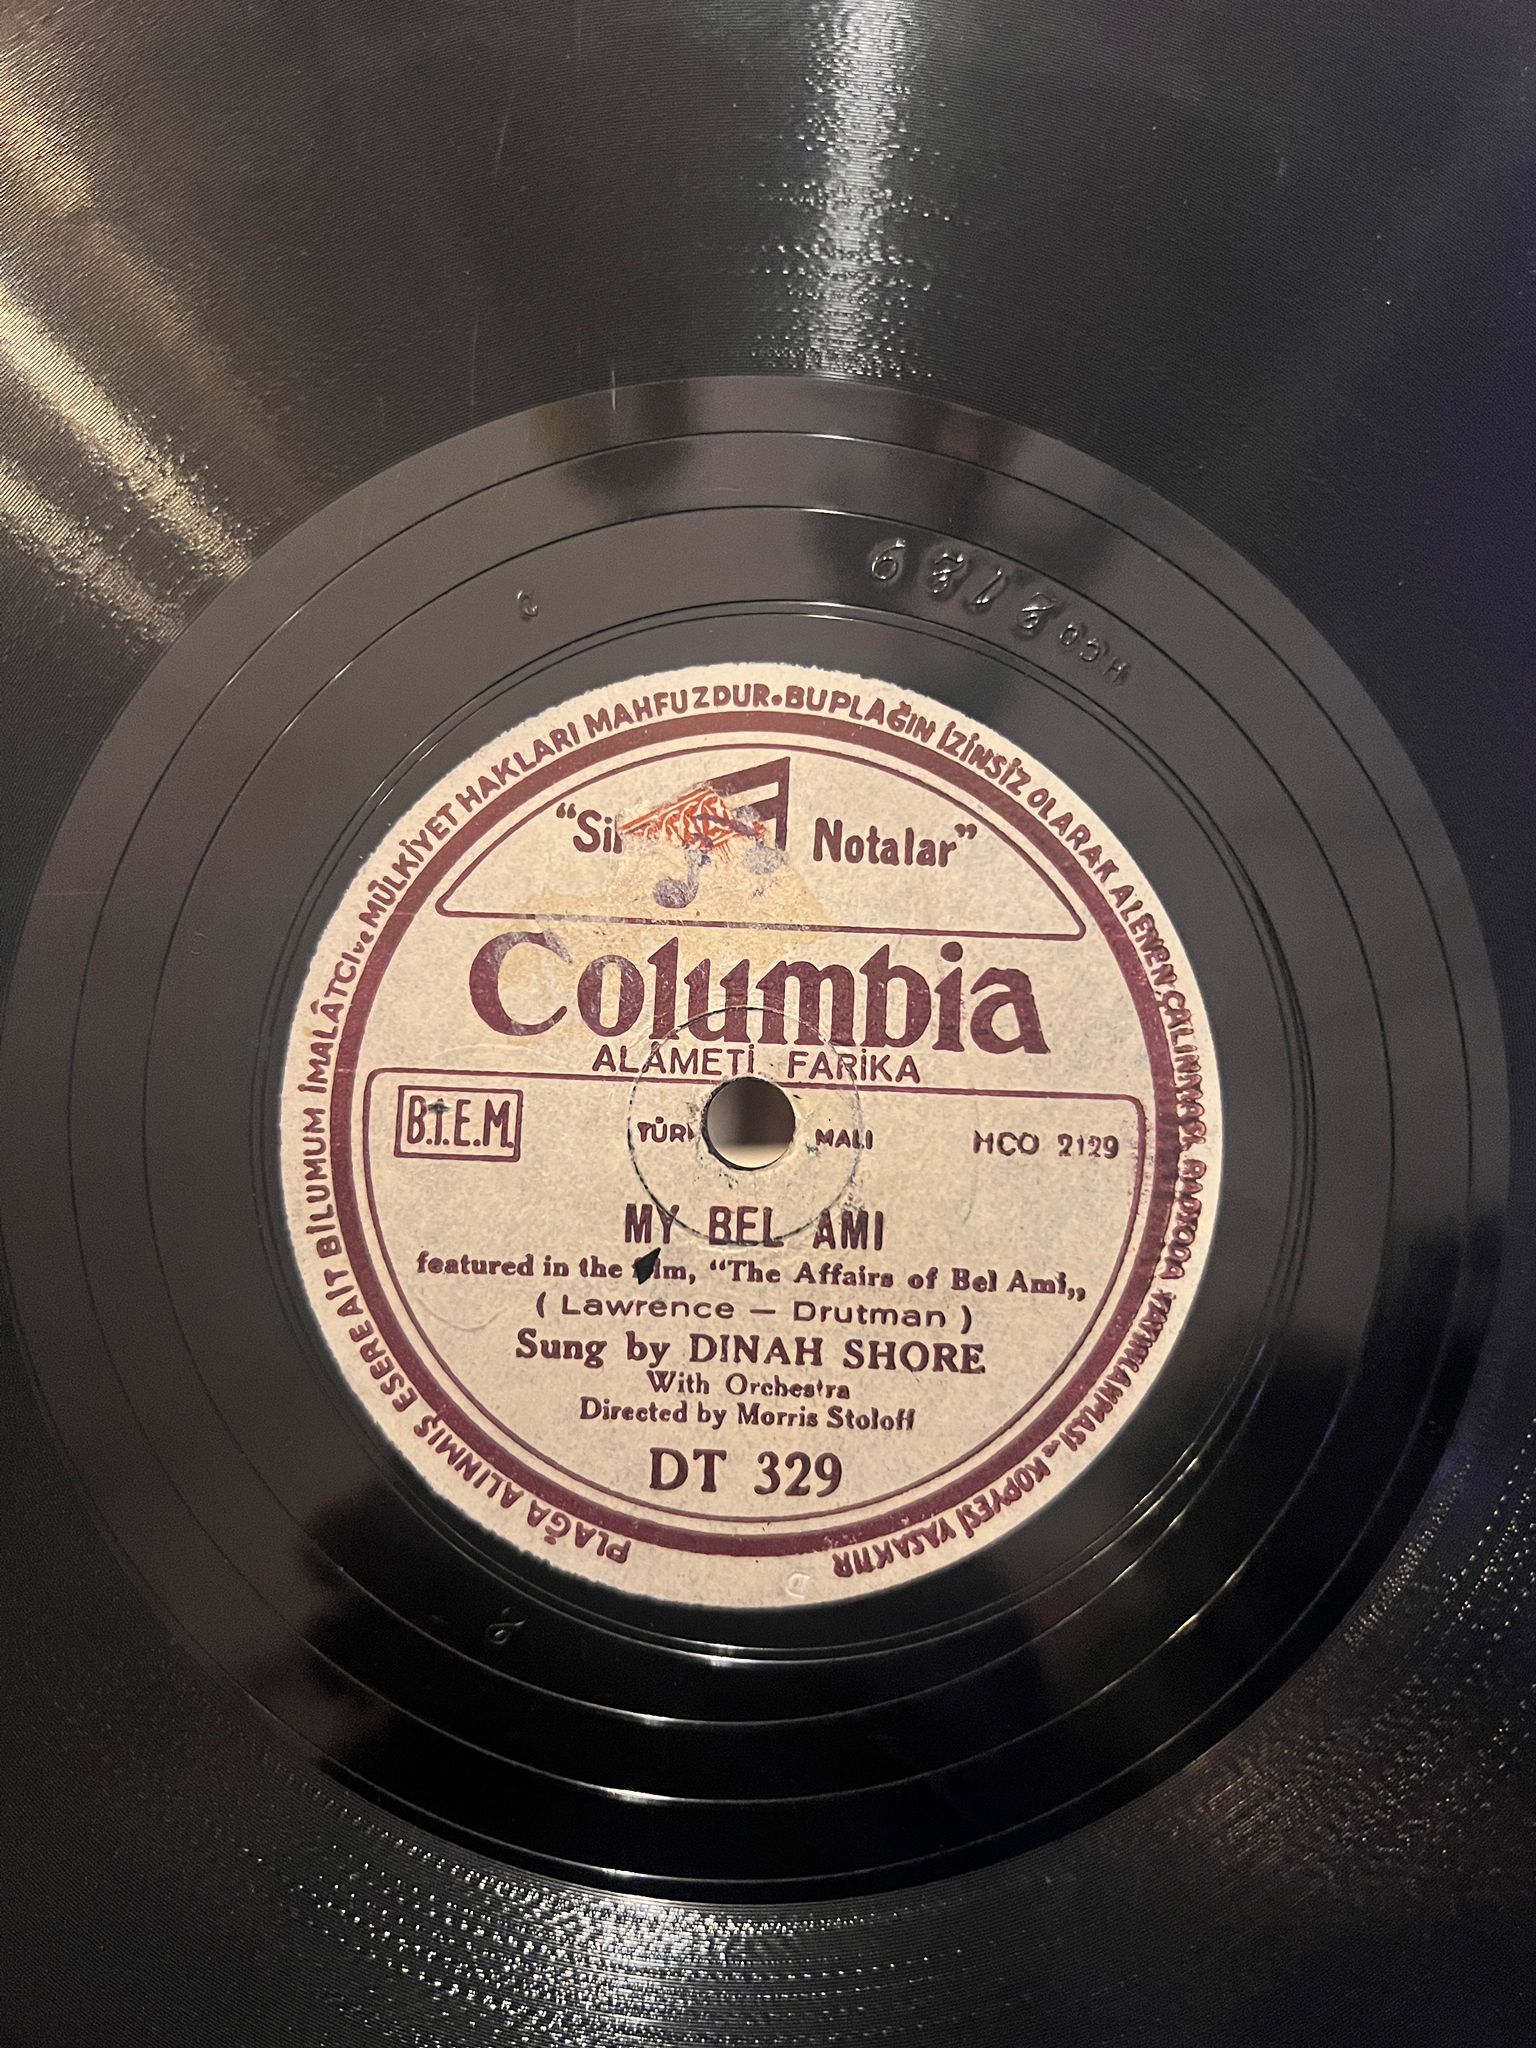 PLAĞA ALINMIŞ ESERE AİT BİLUMUM İMALÂTCI ve MÜLKİYET HAKLARI MAHFUZDUR • BU PLAĞIN İZİNSİZ OLARAK ALENEN ÇALINMASI, RADYODA YAYINLANMASI ve KOPYESİ YASAKTIR
Notalar”
Columbia
ALÂMETİ FARİKA
B.I.E.M.
MALI
HCO 2129
MY BEL AMI
featured in the film, “The Affairs of Bel Ami„
( Lawrence — Drutman )
Sung by DINAH SHORE
With Orchestra
Directed by Morris Stoloff
DT 329
HCO 2129
2
D